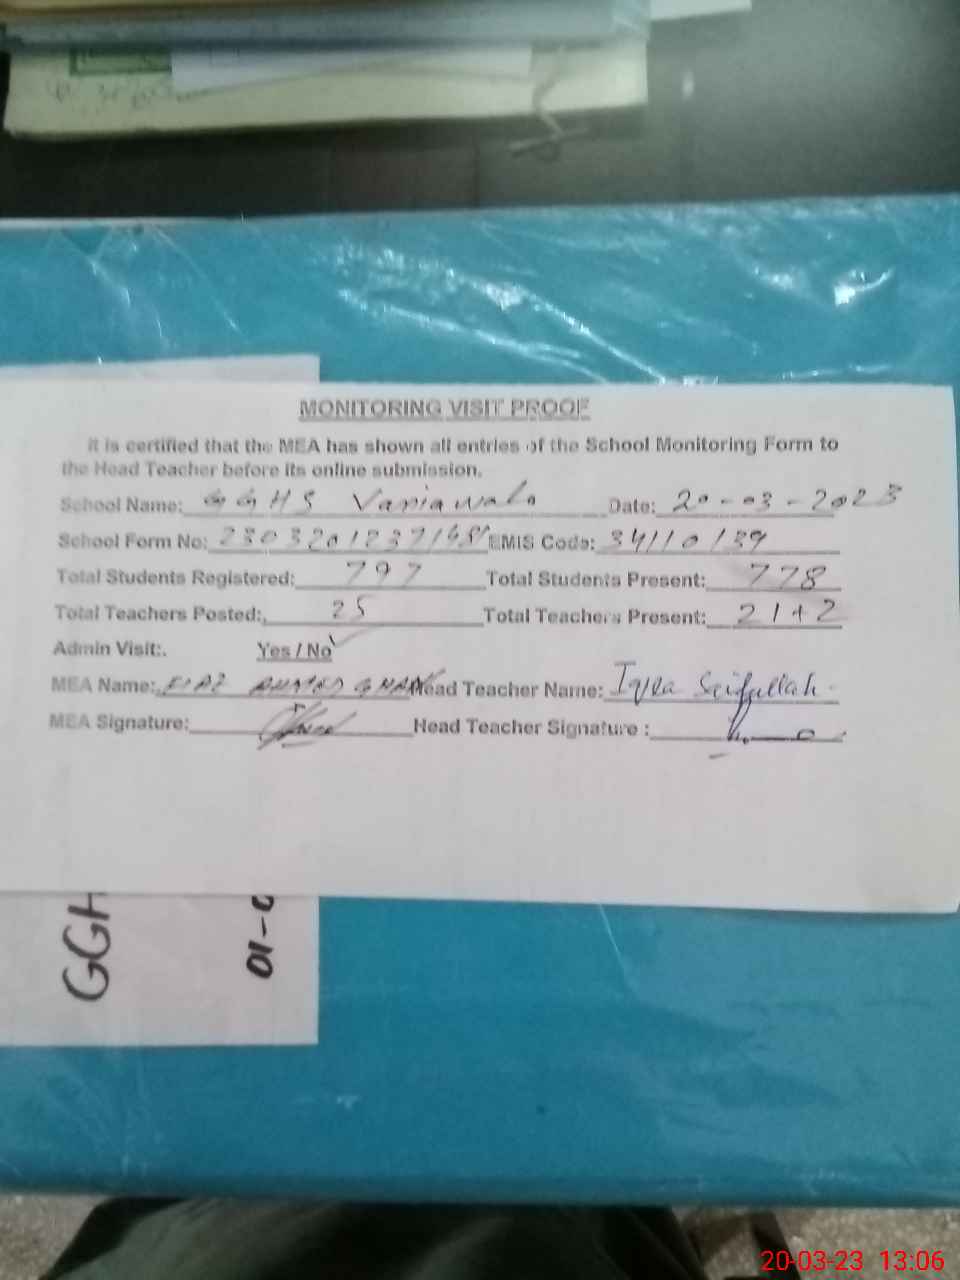 MONITORING VISIT PROOF
It is certified that the MEA has shown all entries of the School Monitoring Form to
the Head Teacher before its online submission.
School Name: GGHS Vaniawala Date: 20-03-2023
School Form No: EMIS Code: 34110139
Total Students Registered: 797 Total Students Present: 778
Total Teachers Posted: 25 Total Teachers Present: 21+2
Admin Visit: Yes / No
MEA Name: AHMAD Head Teacher Name: Iqra Saifullah
MEA Signature: Head Teacher Signature :
GGH
01-0
20-03-23 13:06